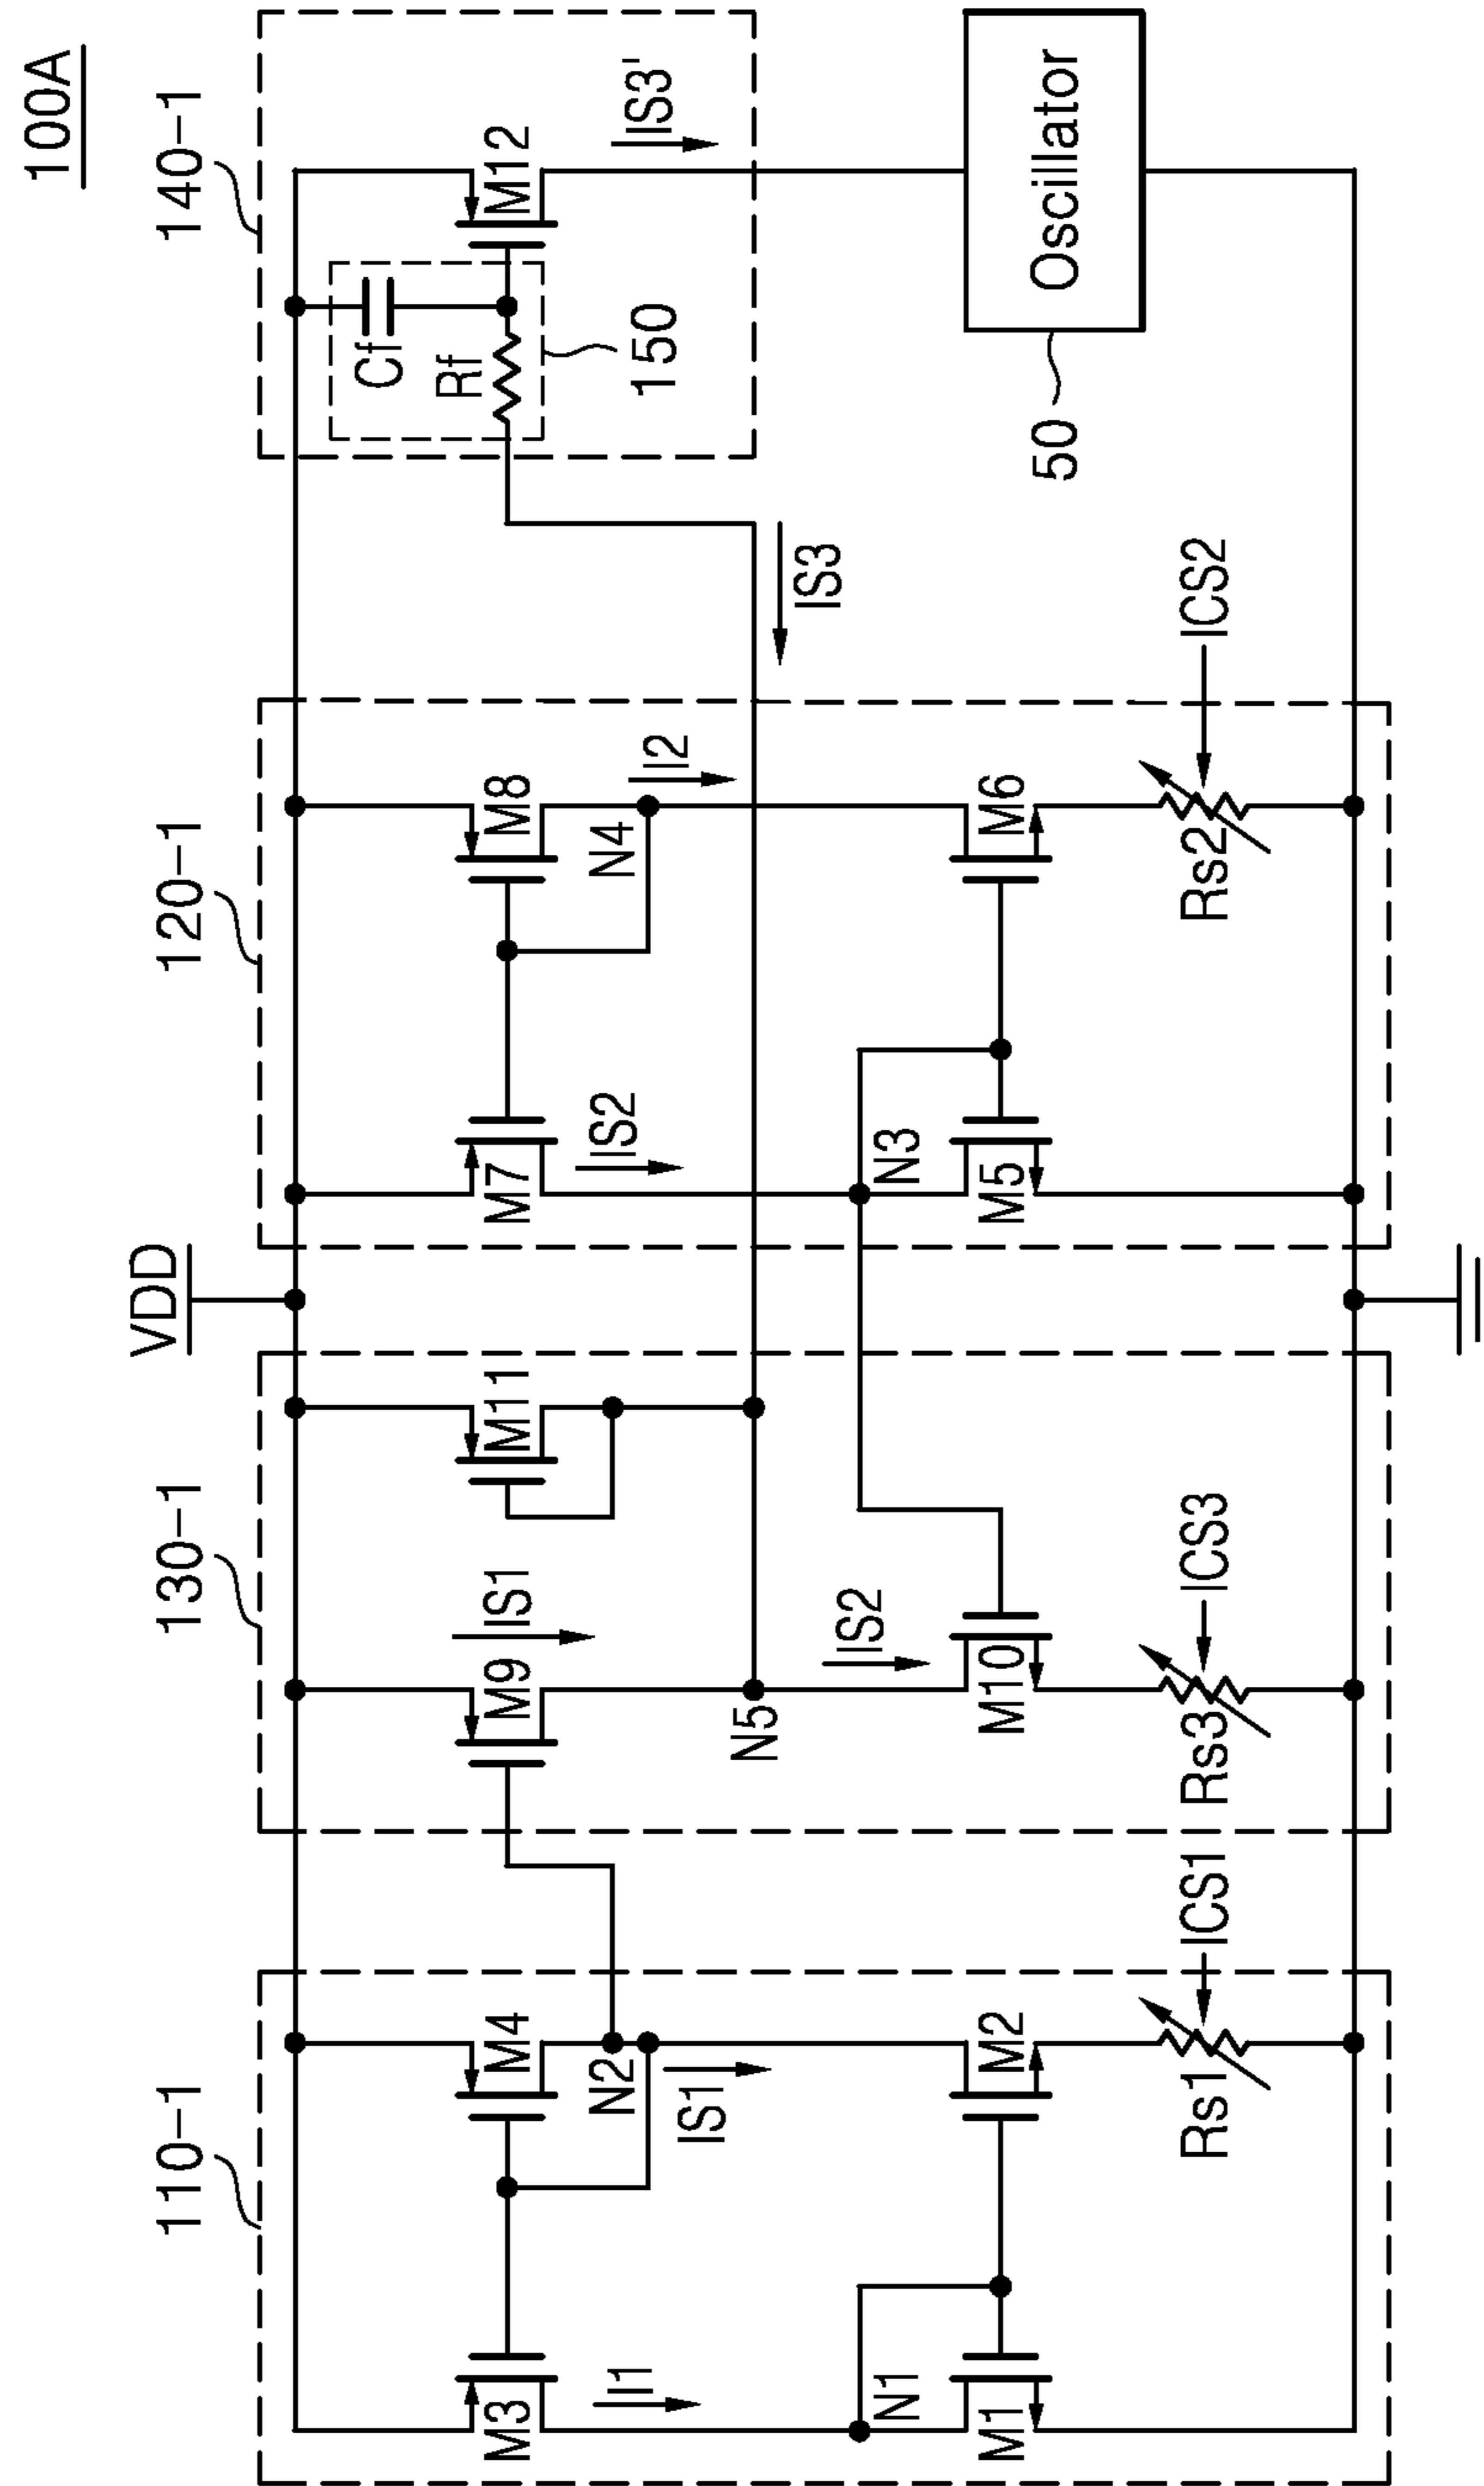 100A
VDD
110-1
130-1
120-1
140-1
M3
M4
M9
M11
M7
M8
Cf
Rf
M12
150
I1
N2
IS1
IS1
IS2
N4
I2
IS3'
N1
N5
IS2
N3
IS3
M1
M2
M10
M5
M6
Oscillator
50
Rs1
ICS1
Rs3
ICS3
Rs2
ICS2